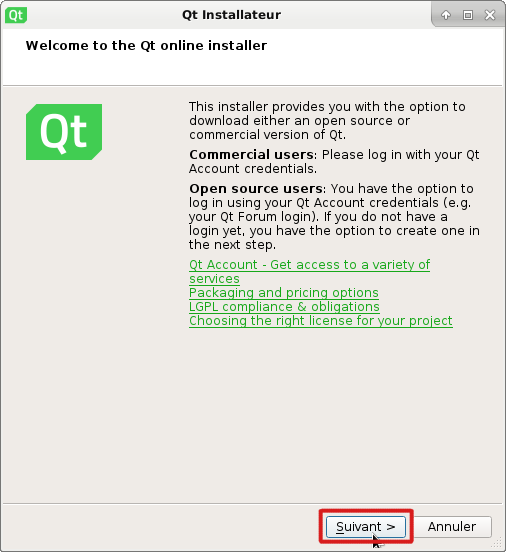 Qt Qt Installateur
Welcome to the Qt online installer
Qt
This installer provides you with the option to
download either an open source or
commercial version of Qt.
Commercial users: Please log in with your Qt
Account credentials.
Open source users: You have the option to
log in using your Qt Account credentials (e.g.
your Qt Forum login). If you do not have a
login yet, you have the option to create one in
the next step.
Qt Account - Get access to a variety of
services
Packaging and pricing options
LGPL compliance & obligations
Choosing the right license for your project
Suivant > Annuler